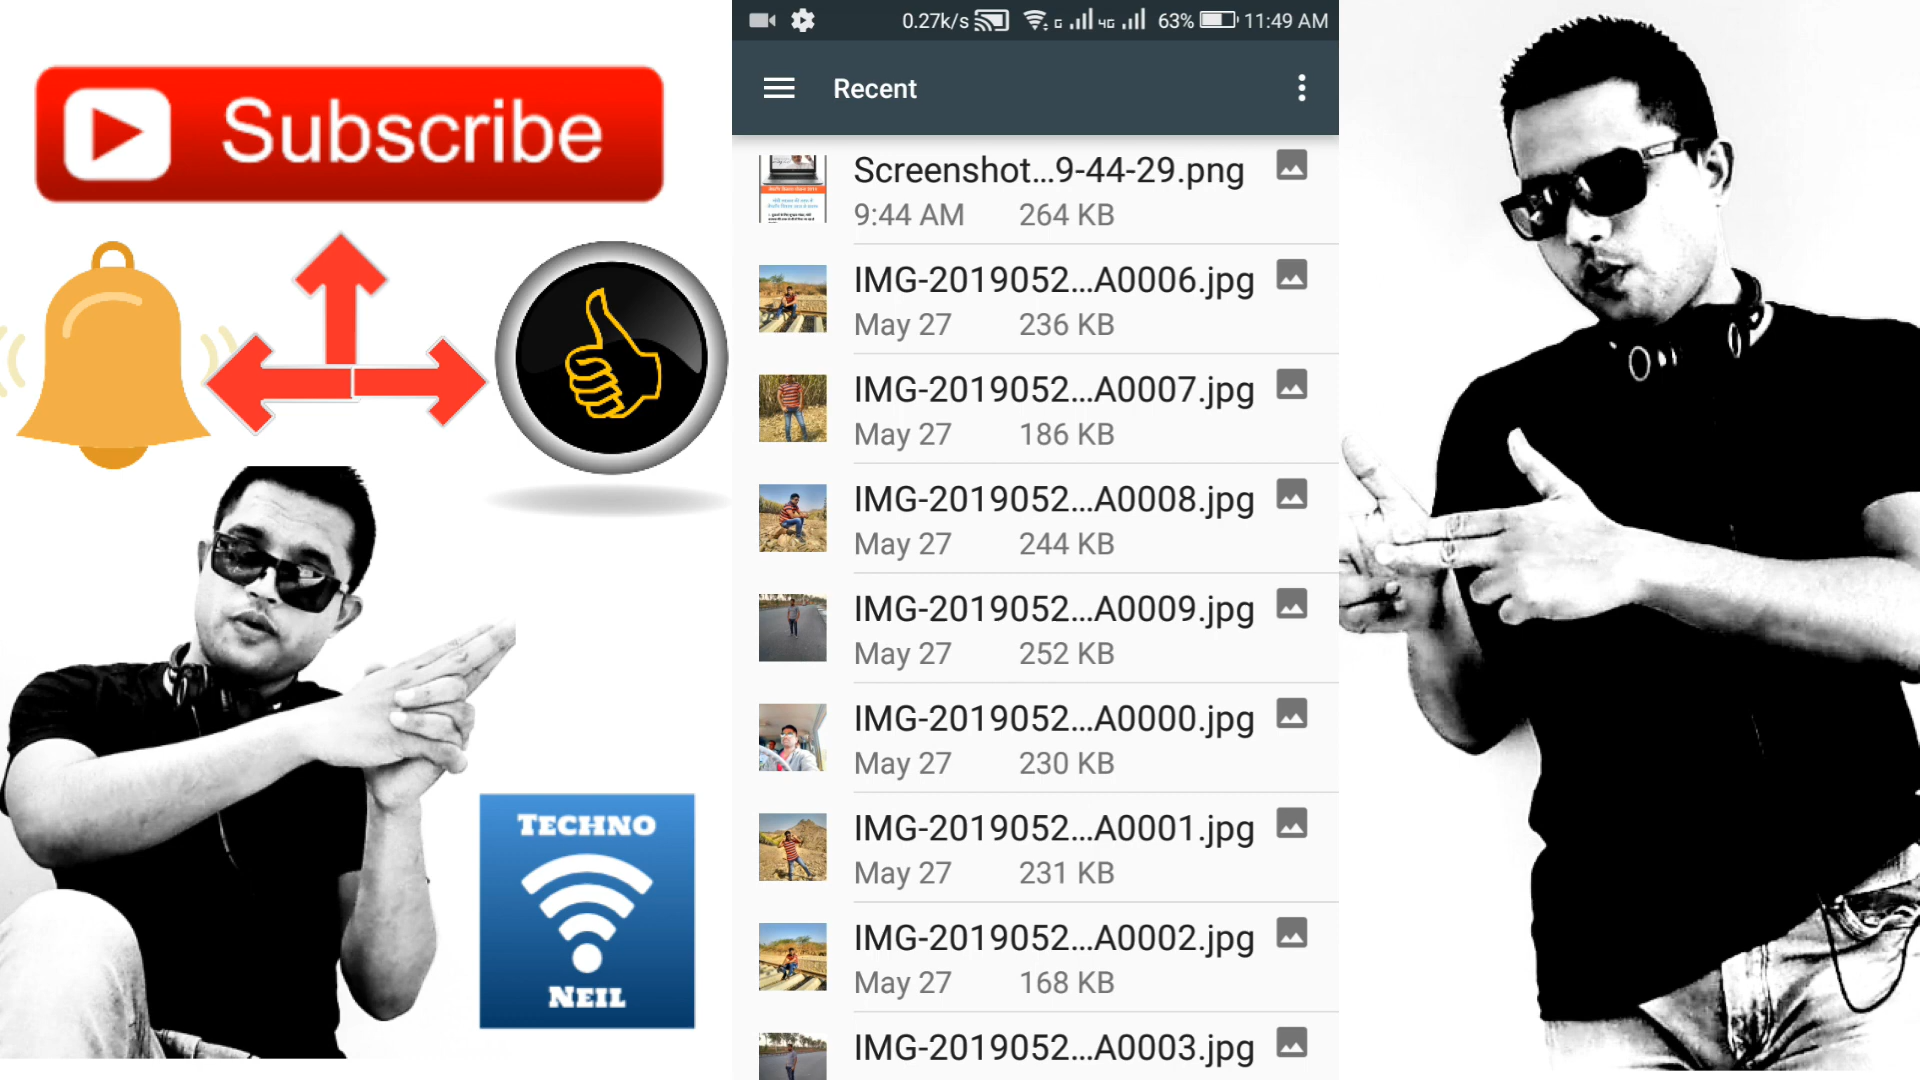 Subscribe
TECHNO
NEIL
0.27k/s G 4G 63% 11:49 AM
Recent
Screenshot...9-44-29.png
9:44 AM 264 KB
IMG-2019052...A0006.jpg
May 27 236 KB
IMG-2019052...A0007.jpg
May 27 186 KB
IMG-2019052...A0008.jpg
May 27 244 KB
IMG-2019052...A0009.jpg
May 27 252 KB
IMG-2019052...A0000.jpg
May 27 230 KB
IMG-2019052...A0001.jpg
May 27 231 KB
IMG-2019052...A0002.jpg
May 27 168 KB
IMG-2019052...A0003.jpg